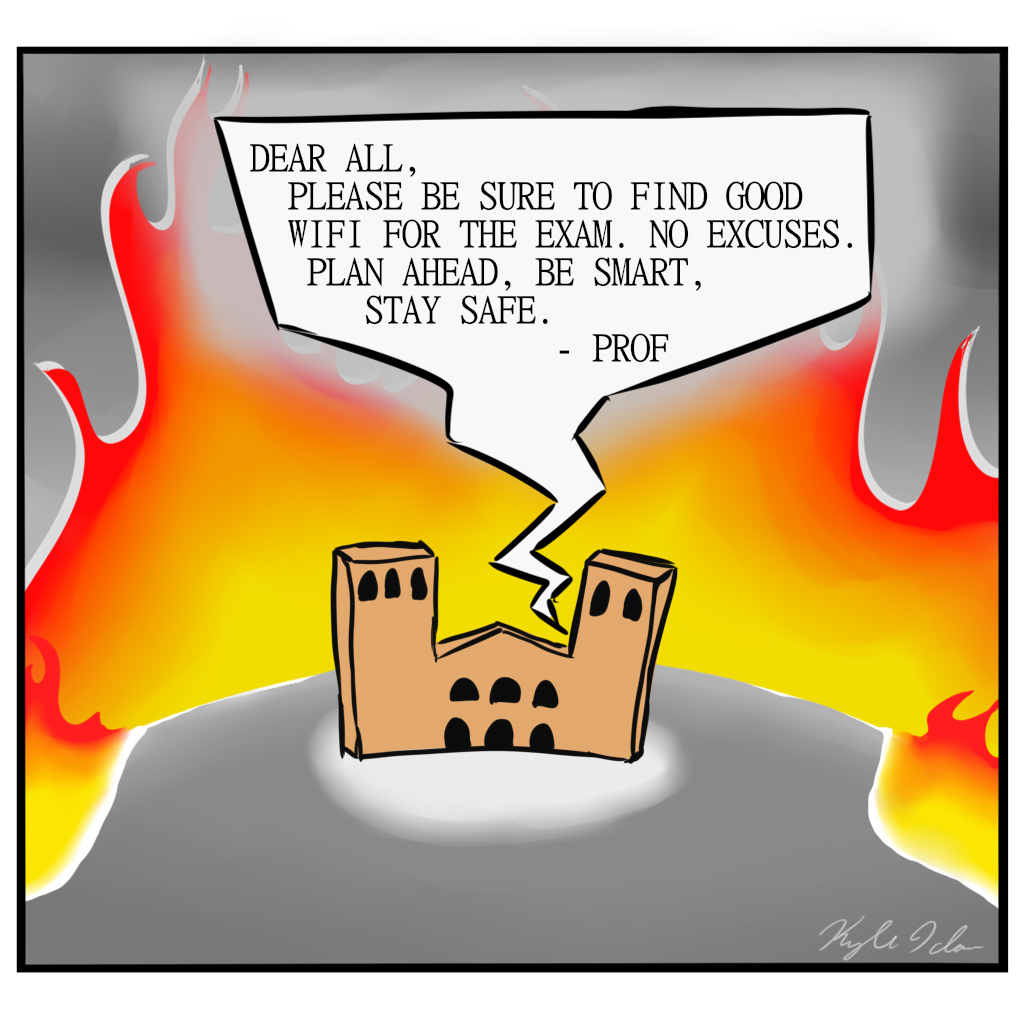 DEAR ALL,
PLEASE BE SURE TO FIND GOOD
WIFI FOR THE EXAM. NO EXCUSES.
PLAN AHEAD, BE SMART,
STAY SAFE.
- PROF
Kyle